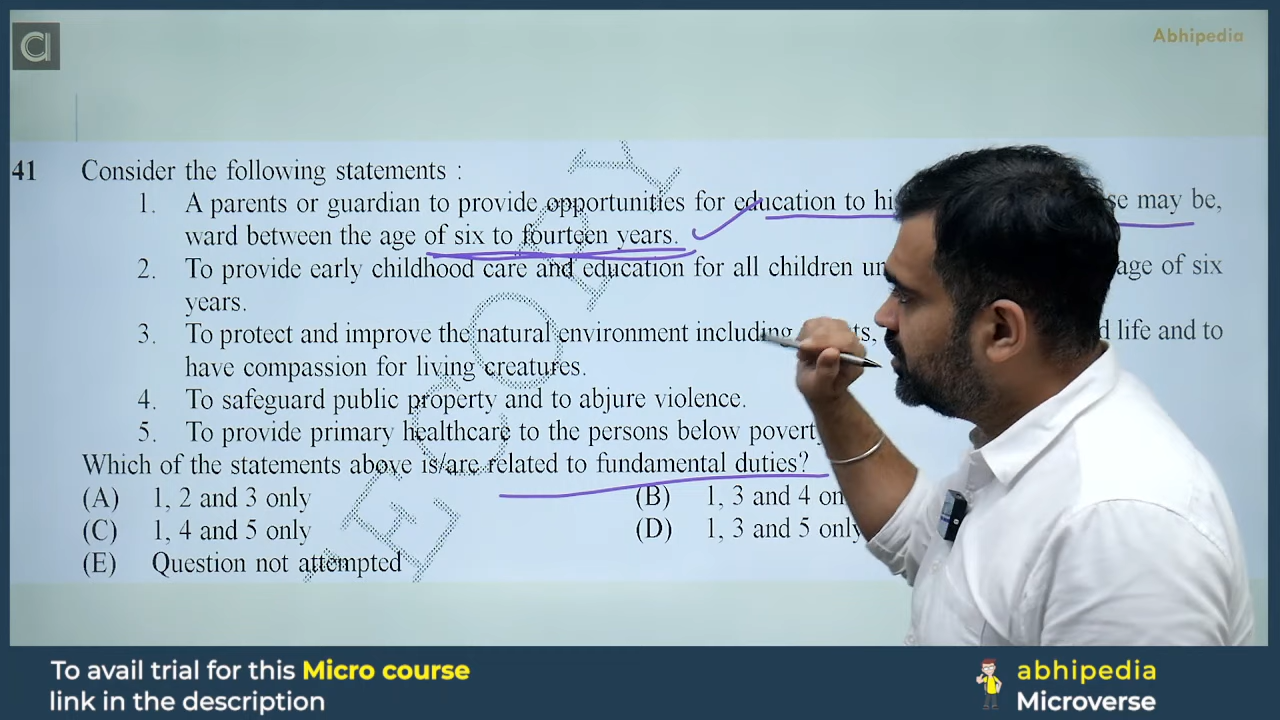 Abhipedia
41 Consider the following statements :
1. A parents or guardian to provide opportunities for education to hi se may be,
ward between the age of six to fourteen years.
2. To provide early childhood care and education for all children un age of six
years.
3. To protect and improve the natural environment including ts, d life and to
have compassion for living creatures.
4. To safeguard public property and to abjure violence.
5. To provide primary healthcare to the persons below poverty
Which of the statements above is/are related to fundamental duties?
(A) 1, 2 and 3 only (B) 1, 3 and 4 on
(C) 1, 4 and 5 only (D) 1, 3 and 5 only
(E) Question not attempted
To avail trial for this Micro course
link in the description
abhipedia
Microverse